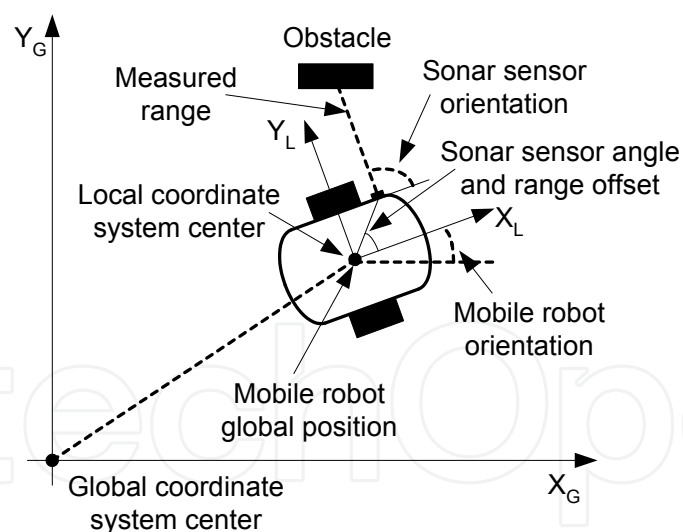 Y_G
Obstacle
Measured
range
Sonar sensor
orientation
Y_L
Sonar sensor angle
and range offset
Local coordinate
system center
X_L
Mobile robot
orientation
Mobile robot
global position
Global coordinate
system center
X_G
techOpe